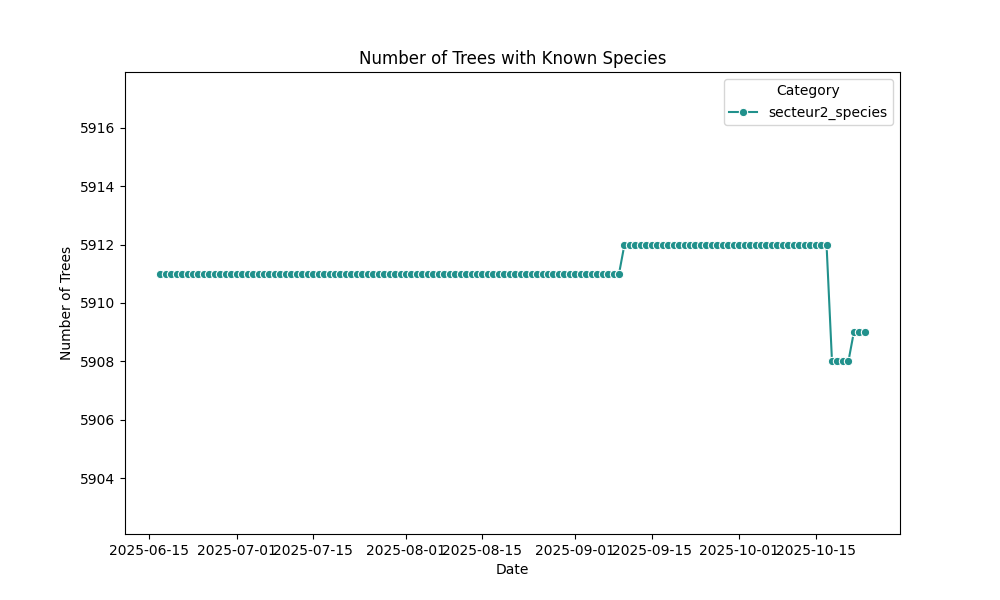 Number of Trees with Known Species
Category
secteur2_species
5916
5914
5912
5910
5908
5906
5904
Number of Trees
2025-06-15 2025-07-01 2025-07-15 2025-08-01 2025-08-15 2025-09-01 2025-09-15 2025-10-01 2025-10-15
Date